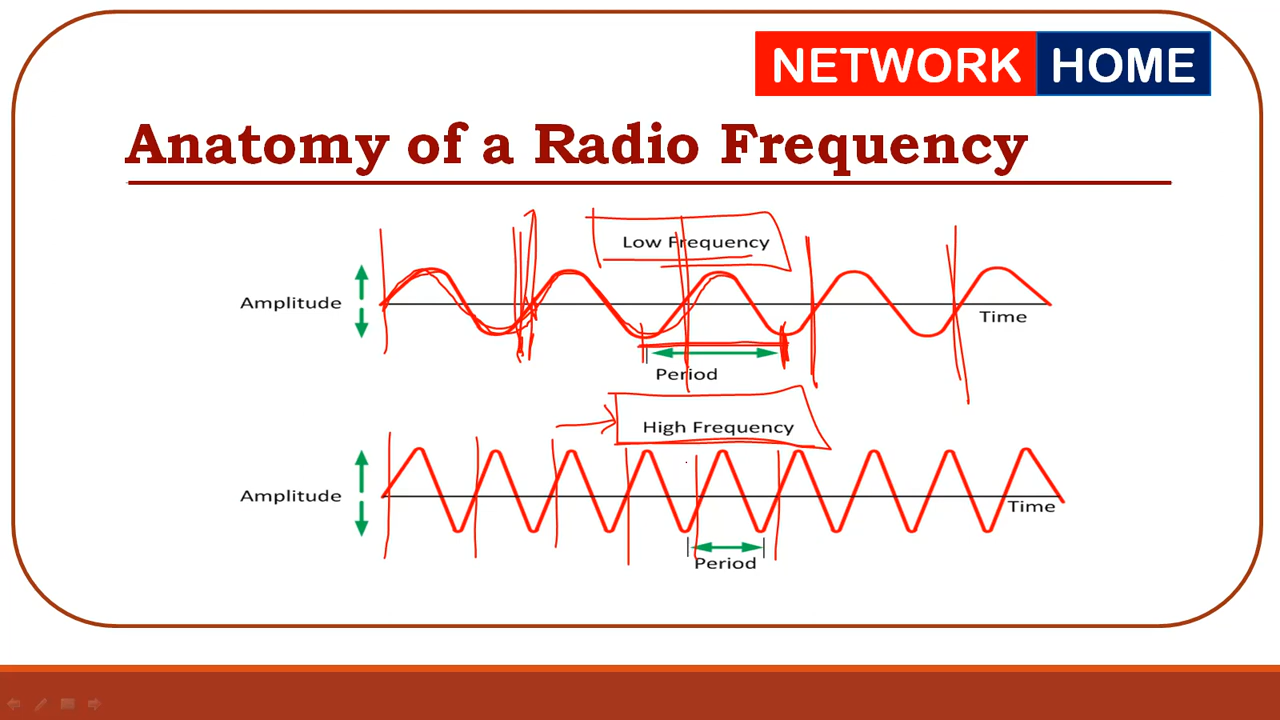 NETWORK HOME
Anatomy of a Radio Frequency
Low Frequency
Amplitude
Time
Period
High Frequency
Amplitude
Time
Period